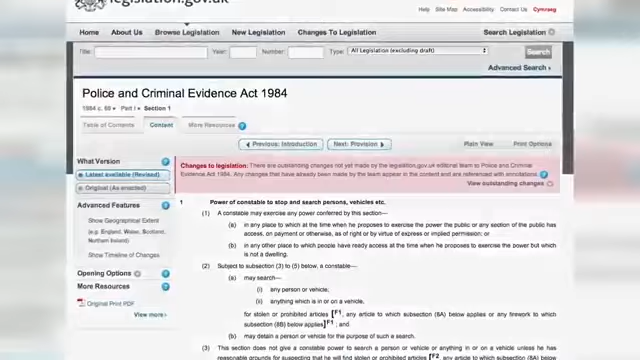 legislation.gov.uk
Help Site Map Accessibility Contact Us Cymraeg
Home About Us Browse Legislation New Legislation Changes To Legislation Search Legislation
Title: Year: Number: Type: All Legislation (excluding draft) Search
Advanced Search
Police and Criminal Evidence Act 1984
1984 c. 60 Part I Section 1
Table of Contents Content More Resources ?
Previous: Introduction Next: Provision Plain View Print Options
What Version ?
Latest available (Revised)
Original (As enacted)
Advanced Features ?
Show Geographical Extent
(e.g. England, Wales, Scotland,
Northern Ireland)
Show Timeline of Changes
Opening Options ?
More Resources ?
Original Print PDF
View more
Changes to legislation: There are outstanding changes not yet made by the legislation.gov.uk editorial team to Police and Criminal
Evidence Act 1984. Any changes that have already been made by the team appear in the content and are referenced with annotations. ?
View outstanding changes
1 Power of constable to stop and search persons, vehicles etc.
(1) A constable may exercise any power conferred by this section—
(a) in any place to which at the time when he proposes to exercise the power the public or any section of the public has
access, on payment or otherwise, as of right or by virtue of express or implied permission; or
(b) in any other place to which people have ready access at the time when he proposes to exercise the power but which
is not a dwelling.
(2) Subject to subsection (3) to (5) below, a constable—
(a) may search—
(i) any person or vehicle;
(ii) anything which is in or on a vehicle,
for stolen or prohibited articles [F1, any article to which subsection (8A) below applies or any firework to which
subsection (8B) below applies]F1; and
(b) may detain a person or vehicle for the purpose of such a search.
(3) This section does not give a constable power to search a person or vehicle or anything in or on a vehicle unless he has
reasonable grounds for suspecting that he will find stolen or prohibited articles [F2, any article to which subsection (8A) below